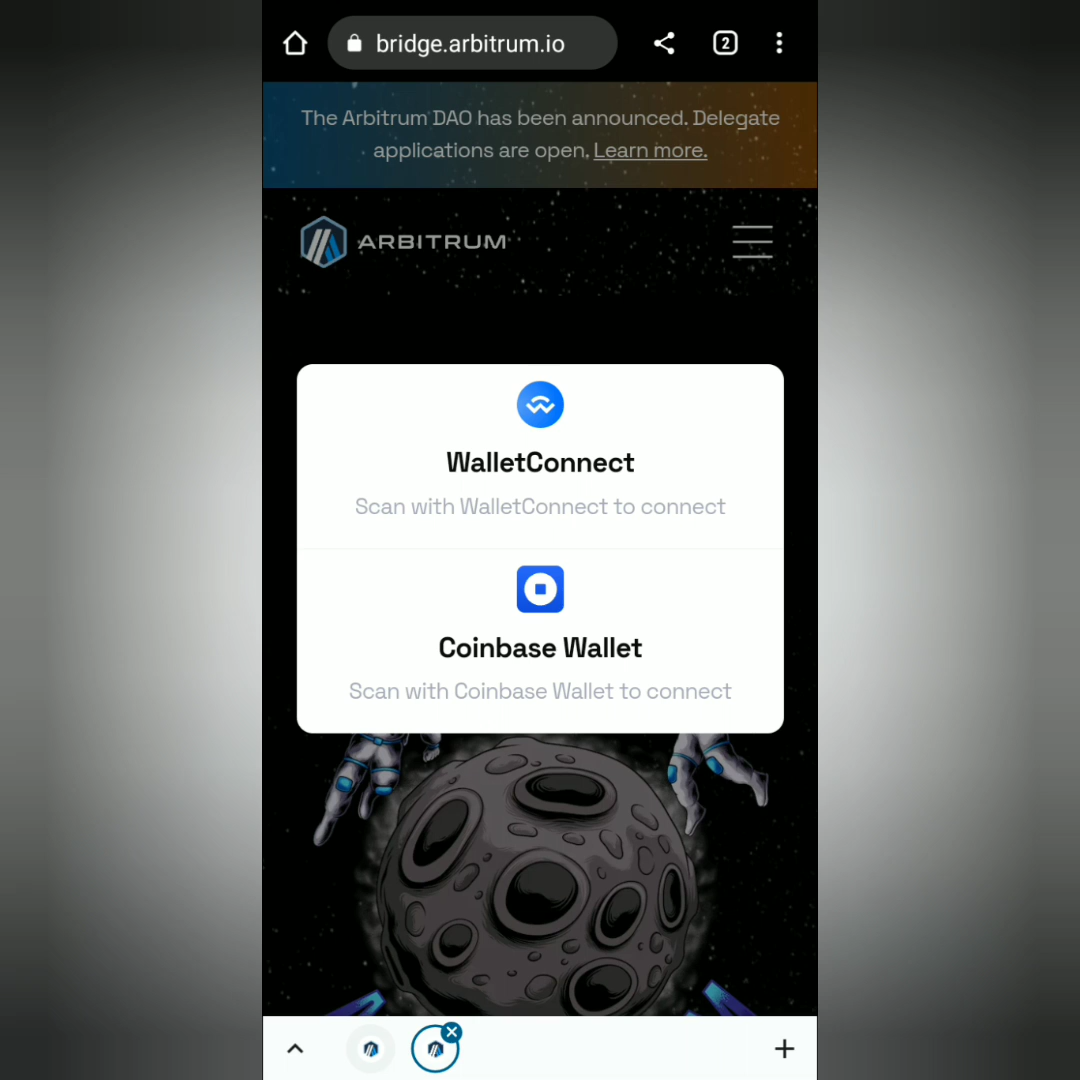 bridge.arbitrum.io
2
The Arbitrum DAO has been announced. Delegate
applications are open. Learn more.
ARBITRUM
WalletConnect
Scan with WalletConnect to connect
Coinbase Wallet
Scan with Coinbase Wallet to connect